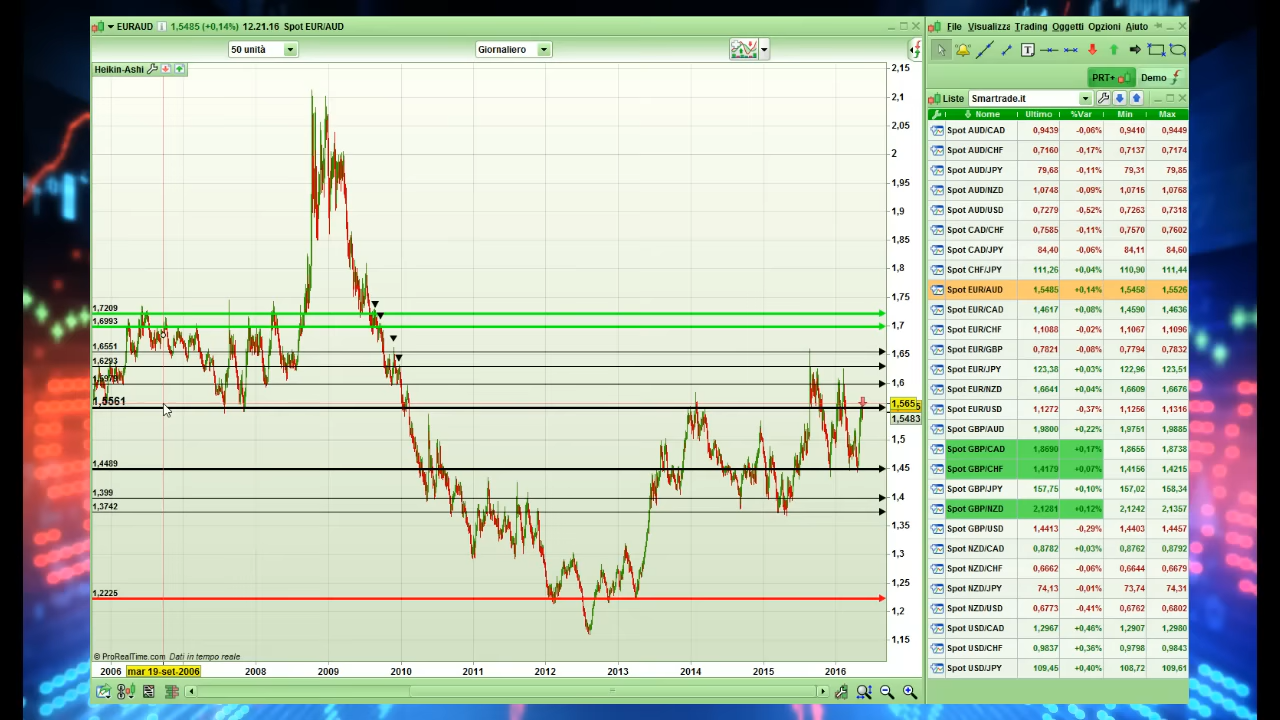 EURAUD 1,5485 (+0,14%) 12.21.16 Spot EUR/AUD
50 unità Giornaliero
Heikin-Ashi
2,15
2,1
2,05
2
1,95
1,9
1,85
1,8
1,75
1,7
1,65
1,6
1,5
1,45
1,4
1,35
1,3
1,25
1,2
1,15
1,7209
1,6993
1,6551
1,6293
1,5561
1,5483
1,4489
1,399
1,3742
1,2225
© ProRealTime.com Dati in tempo reale
2006 mar 19-set-2006 2008 2009 2010 2011 2012 2013 2014 2015 2016
File Visualizza Trading Oggetti Opzioni Aiuto
PRT+ Demo
Liste Smartrade.it
Nome Ultimo %Var Min Max
Spot AUD/CAD 0,9439 -0,06% 0,9410 0,9449
Spot AUD/CHF 0,7160 -0,17% 0,7137 0,7174
Spot AUD/JPY 79,68 -0,11% 79,31 79,85
Spot AUD/NZD 1,0748 -0,09% 1,0715 1,0768
Spot AUD/USD 0,7279 -0,52% 0,7263 0,7318
Spot CAD/CHF 0,7585 -0,11% 0,7570 0,7602
Spot CAD/JPY 84,40 -0,06% 84,11 84,60
Spot CHF/JPY 111,26 +0,04% 110,90 111,44
Spot EUR/AUD 1,5485 +0,14% 1,5458 1,5526
Spot EUR/CAD 1,4617 +0,08% 1,4590 1,4636
Spot EUR/CHF 1,1088 -0,02% 1,1067 1,1096
Spot EUR/GBP 0,7821 -0,08% 0,7794 0,7832
Spot EUR/JPY 123,38 +0,03% 122,96 123,51
Spot EUR/NZD 1,6641 +0,04% 1,6609 1,6676
Spot EUR/USD 1,1272 -0,37% 1,1256 1,1316
Spot GBP/AUD 1,9800 +0,22% 1,9751 1,9885
Spot GBP/CAD 1,8690 +0,17% 1,8655 1,8738
Spot GBP/CHF 1,4179 +0,07% 1,4156 1,4215
Spot GBP/JPY 157,75 +0,10% 157,02 158,34
Spot GBP/NZD 2,1281 +0,12% 2,1242 2,1357
Spot GBP/USD 1,4413 -0,29% 1,4403 1,4457
Spot NZD/CAD 0,8782 +0,03% 0,8762 0,8792
Spot NZD/CHF 0,6662 -0,06% 0,6644 0,6679
Spot NZD/JPY 74,13 -0,01% 73,74 74,31
Spot NZD/USD 0,6773 -0,41% 0,6762 0,6802
Spot USD/CAD 1,2967 +0,46% 1,2907 1,2980
Spot USD/CHF 0,9837 +0,36% 0,98 0,9843
Spot USD/JPY 109,45 +0,40% 108,72 109,61